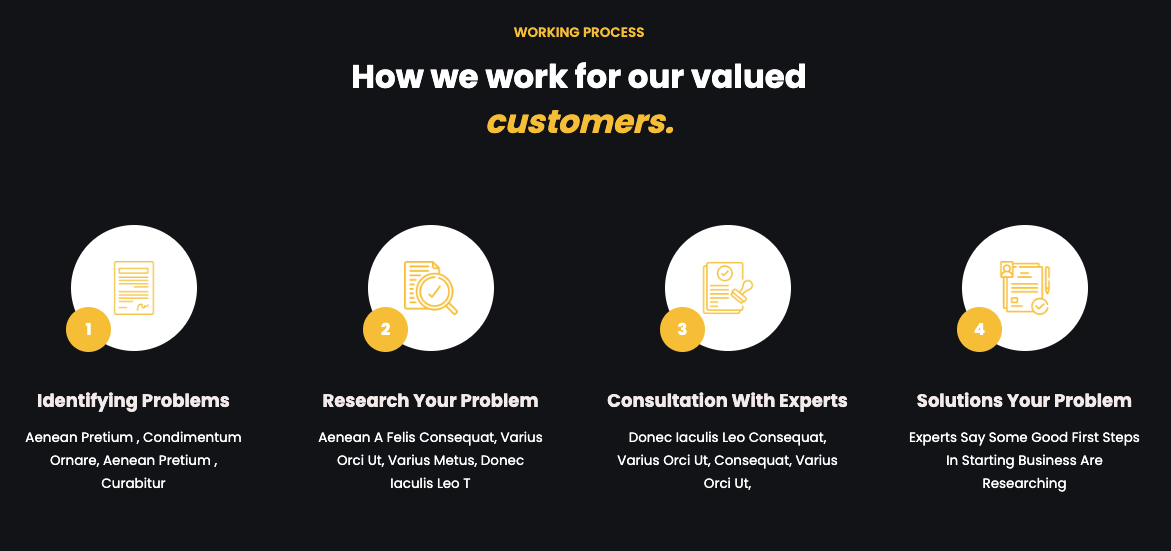 WORKING PROCESS
How we work for our valued
customers.
1
2
3
4
Identifying Problems
Aenean Pretium , Condimentum
Ornare, Aenean Pretium ,
Curabitur
Research Your Problem
Aenean A Felis Consequat, Varius
Orci Ut, Varius Metus, Donec
Iaculis Leo T
Consultation With Experts
Donec Iaculis Leo Consequat,
Varius Orci Ut, Consequat, Varius
Orci Ut,
Solutions Your Problem
Experts Say Some Good First Steps
In Starting Business Are
Researching